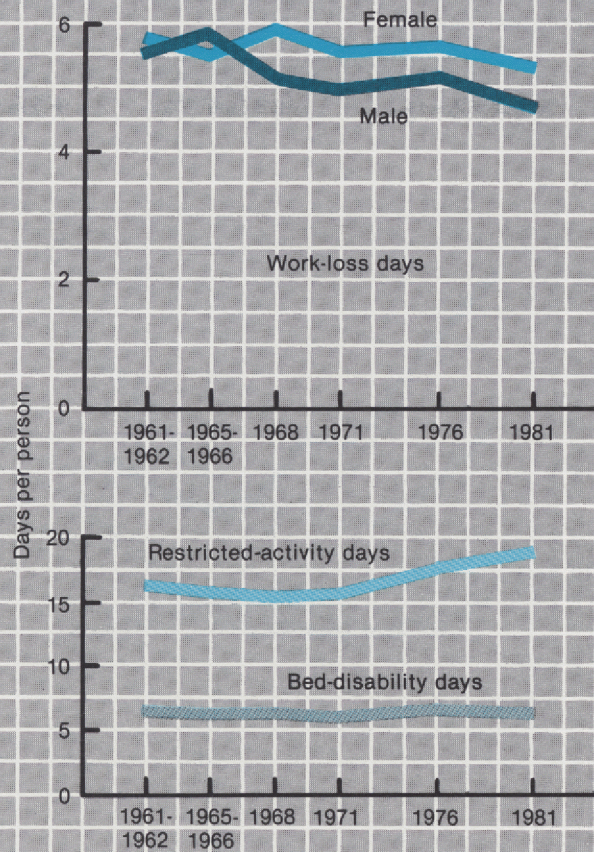 6
Female
Male
4
Work-loss days
2
0
1961-1962 1965-1966 1968 1971 1976 1981
Days per person
20
Restricted-activity days
15
10
Bed-disability days
5
0
1961-1962 1965-1966 1968 1971 1976 1981